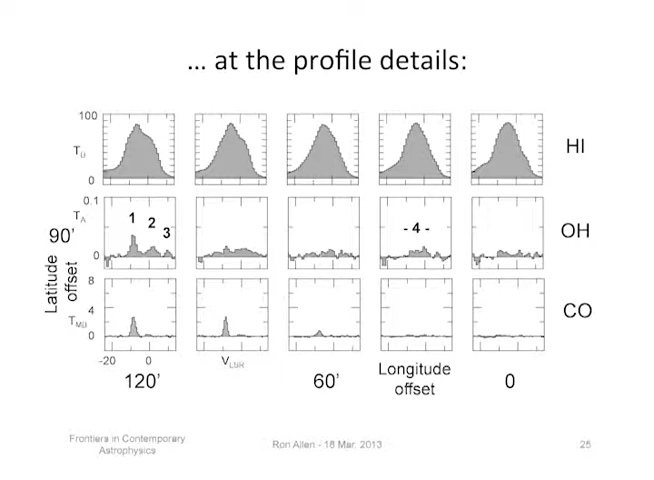 ... at the profile details:
100
T
0
HI
0.1
T_A
0
1
2
3
- 4 -
OH
90'
Latitude
offset
8
4
T_MB
0
CO
-20
0
V_LSR
120'
60'
Longitude
offset
0
Frontiers in Contemporary
Astrophysics
Ron Allen - 18 Mar. 2013
25